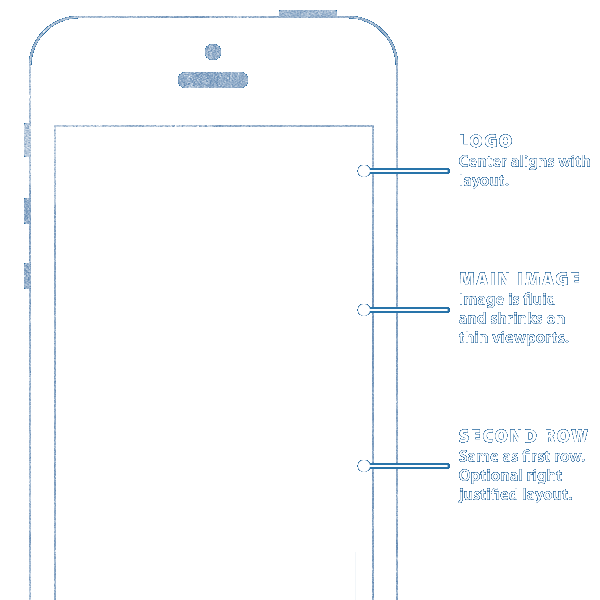 LOGO
Center aligns with
layout.
MAIN IMAGE
Image is fluid
and shrinks on
thin viewports.
SECOND ROW
Same as first row.
Optional right
justified layout.